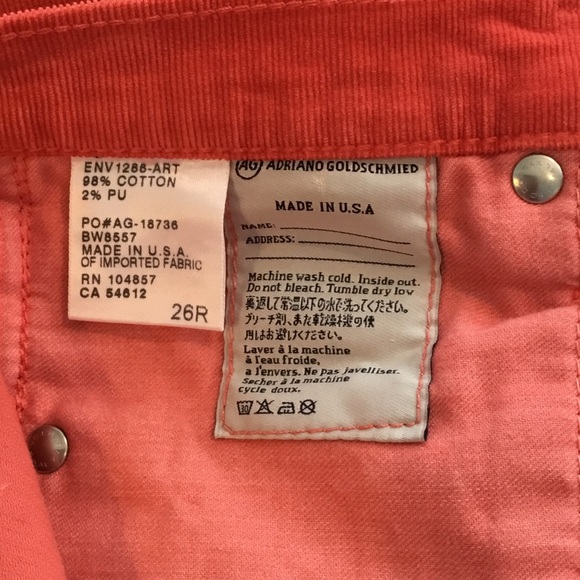 ENV1286-ART
98% COTTON
2% PU
PO#AG-18736
BW8557
MADE IN U.S.A.
OF IMPORTED FABRIC
RN 104857
CA 54612
26R
AG ADRIANO GOLDSCHMIED
MADE IN U.S.A
NAME:
ADDRESS:
Machine wash cold. Inside out.
Do not bleach. Tumble dry low
裏返して常温以下の水で洗ってください。
ブリーチ剤、また乾燥機の使
用はお避けください。
Laver à la machine
à l'eau froide,
a l'envers. Ne pas javelliser.
Secher à la machine
cycle doux.
30